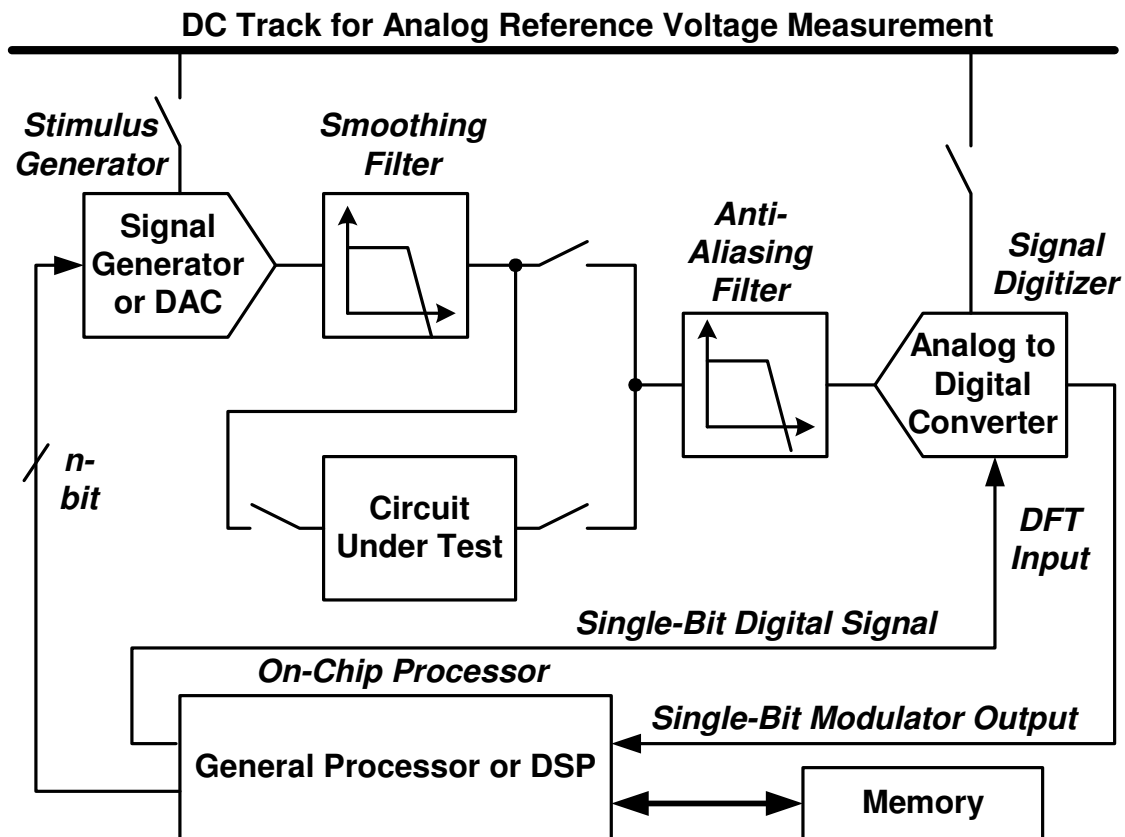 DC Track for Analog Reference Voltage Measurement
Stimulus
Generator
Smoothing
Filter
Signal
Generator
or DAC
Anti-
Aliasing
Filter
Signal
Digitizer
Analog to
Digital
Converter
n-
bit
Circuit
Under Test
DFT
Input
Single-Bit Digital Signal
On-Chip Processor
Single-Bit Modulator Output
General Processor or DSP
Memory